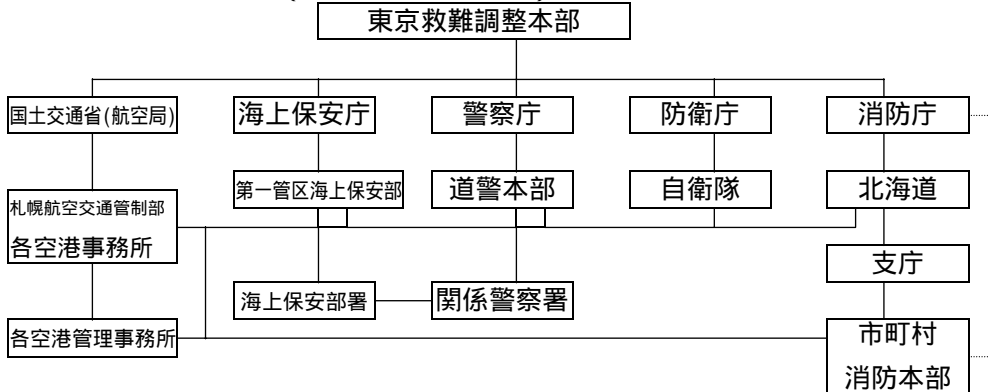 東京救難調整本部
国土交通省(航空局)
海上保安庁
警察庁
防衛庁
消防庁
札幌航空交通管制部
各空港事務所
第一管区海上保安部
道警本部
自衛隊
北海道
支庁
海上保安部署
関係警察署
各空港管理事務所
市町村
消防本部